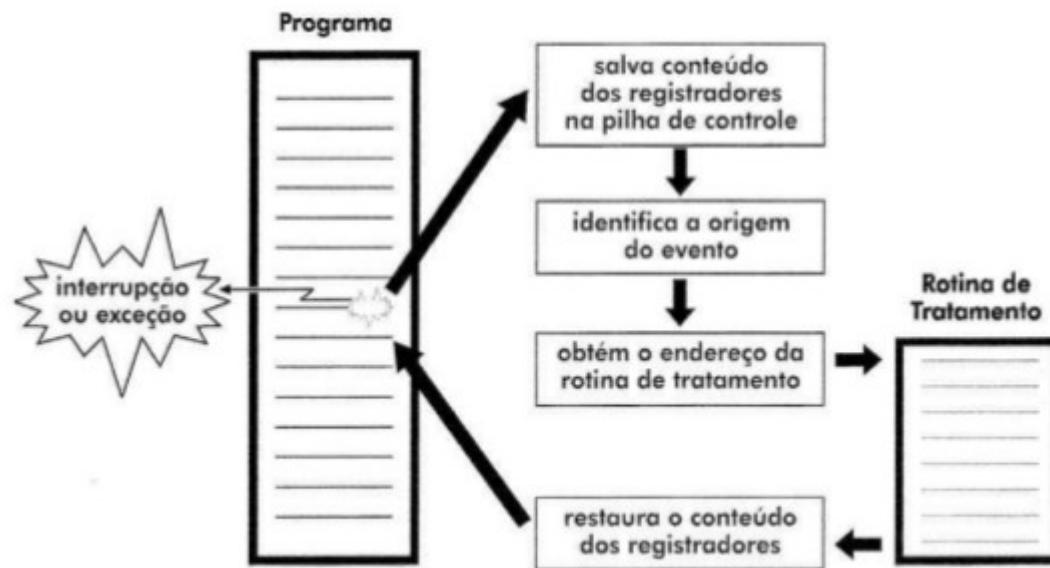 Programa
salva conteúdo
dos registradores
na pilha de controle
identifica a origem
do evento
interrupção
ou exceção
obtém o endereço da
rotina de tratamento
Rotina de
Tratamento
restaura o conteúdo
dos registradores